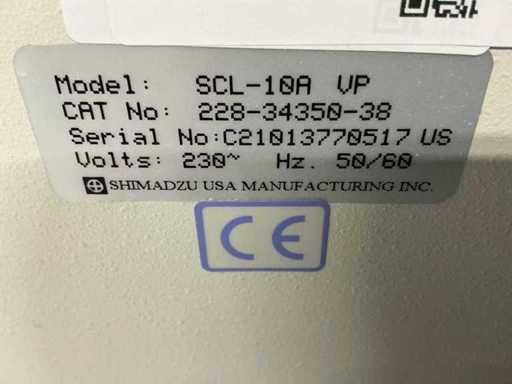 Model: SCL-10A VP
CAT No: 228-34350-38
Serial No:C21013770517 US
Volts: 230~ Hz. 50/60
SHIMADZU USA MANUFACTURING INC.
CE